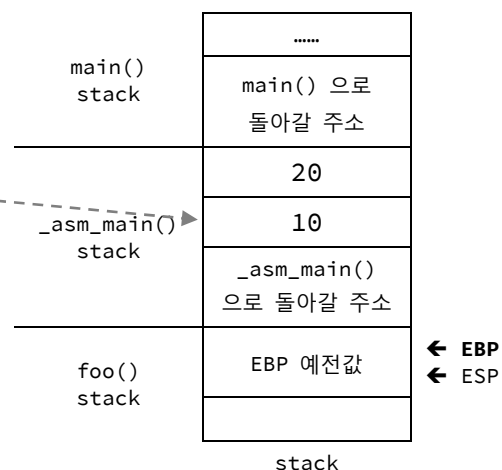 ……
main()
stack
main() 으로
돌아갈 주소
20
10
_asm_main()
stack
_asm_main()
으로 돌아갈 주소
foo()
stack
EBP 예전값
🡸 EBP
🡸 ESP
stack